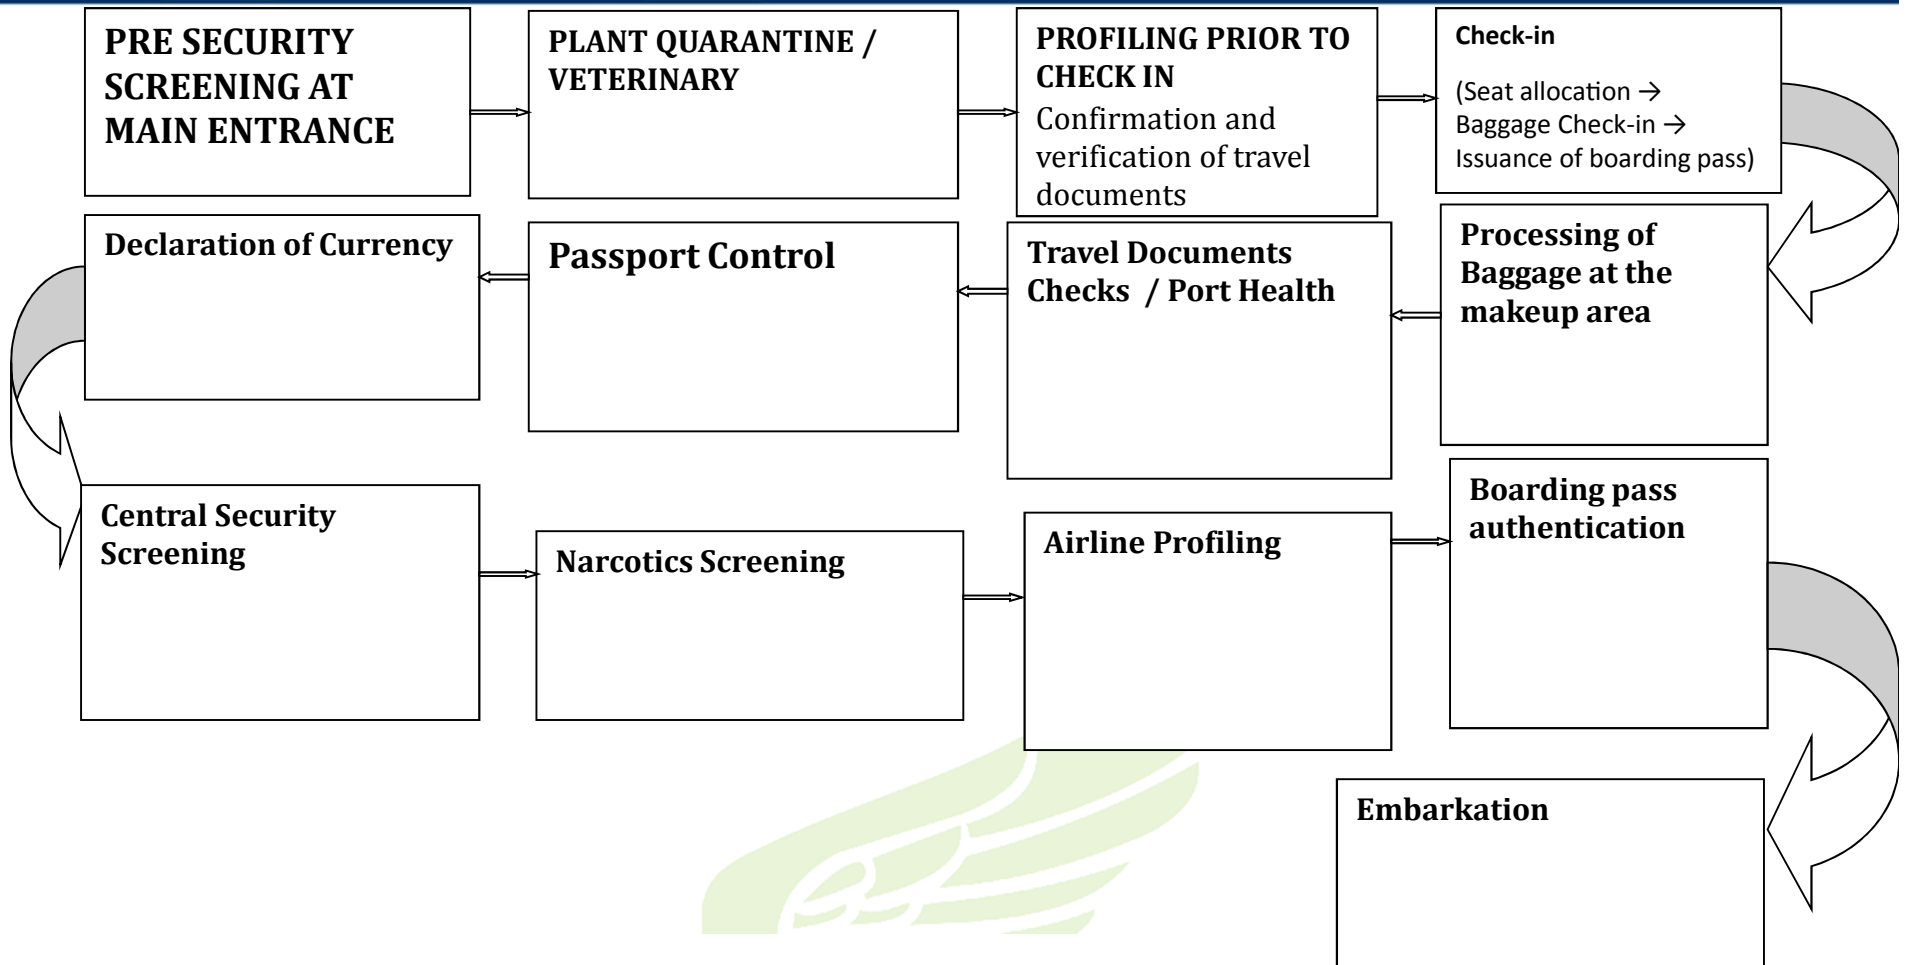 PRE SECURITY
SCREENING AT
MAIN ENTRANCE
PLANT QUARANTINE /
VETERINARY
PROFILING PRIOR TO
CHECK IN
Confirmation and
verification of travel
documents
Check-in
(Seat allocation →
Baggage Check-in →
Issuance of boarding pass)
Processing of
Baggage at the
makeup area
Travel Documents
Checks / Port Health
Passport Control
Declaration of Currency
Central Security
Screening
Narcotics Screening
Airline Profiling
Boarding pass
authentication
Embarkation